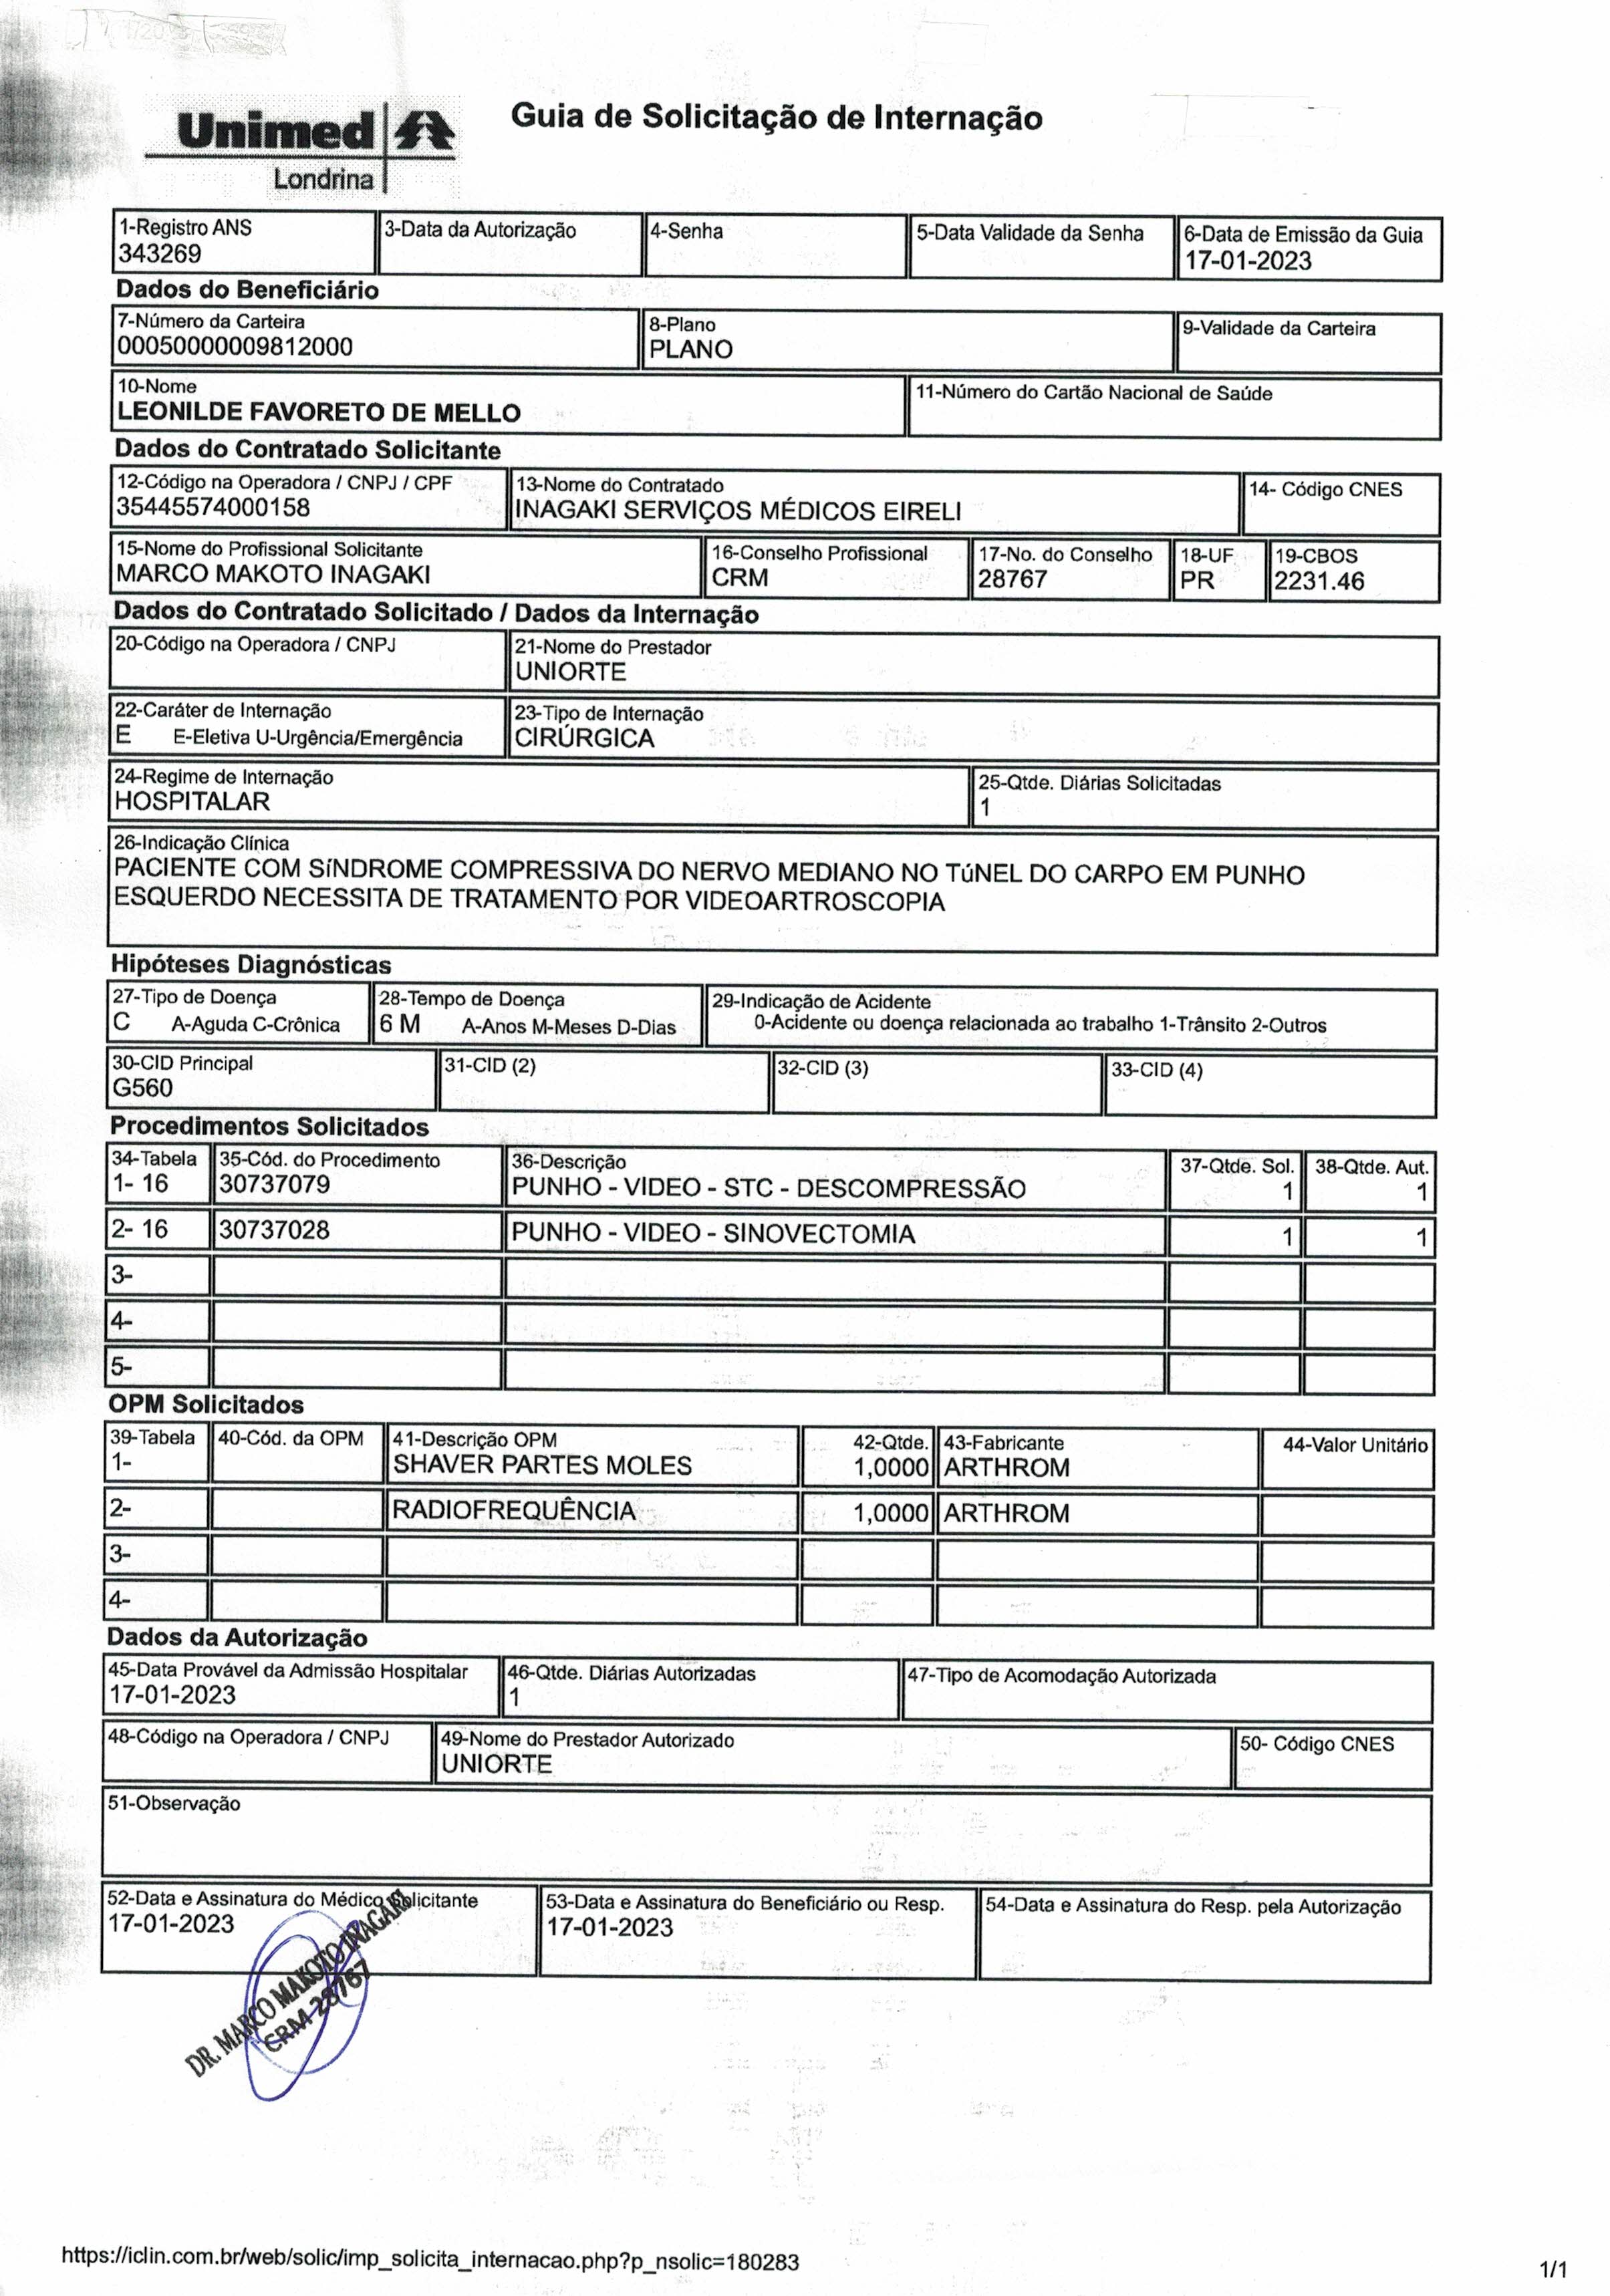 Unimed
Londrina
Guia de Solicitação de Internação
1-Registro ANS
343269
3-Data da Autorização
4-Senha
5-Data Validade da Senha
6-Data de Emissão da Guia
17-01-2023
Dados do Beneficiário
7-Número da Carteira
00050000009812000
8-Plano
PLANO
9-Validade da Carteira
10-Nome
LEONILDE FAVORETO DE MELLO
11-Número do Cartão Nacional de Saúde
Dados do Contratado Solicitante
12-Código na Operadora / CNPJ / CPF
35445574000158
13-Nome do Contratado
INAGAKI SERVIÇOS MÉDICOS EIRELI
14- Código CNES
15-Nome do Profissional Solicitante
MARCO MAKOTO INAGAKI
16-Conselho Profissional
CRM
17-No. do Conselho
28767
18-UF
PR
19-CBOS
2231.46
Dados do Contratado Solicitado / Dados da Internação
20-Código na Operadora / CNPJ
21-Nome do Prestador
UNIORTE
22-Caráter de Internação
E E-Eletiva U-Urgência/Emergência
23-Tipo de Internação
CIRÚRGICA
24-Regime de Internação
HOSPITALAR
25-Qtde. Diárias Solicitadas
1
26-Indicação Clínica
PACIENTE COM SíNDROME COMPRESSIVA DO NERVO MEDIANO NO TúNEL DO CARPO EM PUNHO
ESQUERDO NECESSITA DE TRATAMENTO POR VIDEOARTROSCOPIA
Hipóteses Diagnósticas
27-Tipo de Doença
C A-Aguda C-Crônica
28-Tempo de Doença
6 M A-Anos M-Meses D-Dias
29-Indicação de Acidente
0-Acidente ou doença relacionada ao trabalho 1-Trânsito 2-Outros
30-CID Principal
G560
31-CID (2)
32-CID (3)
33-CID (4)
Procedimentos Solicitados
34-Tabela 35-Cód. do Procedimento 36-Descrição 37-Qtde. Sol. 38-Qtde. Aut.
1- 16 30737079 PUNHO - VIDEO - STC - DESCOMPRESSÃO 1 1
2- 16 30737028 PUNHO - VIDEO - SINOVECTOMIA 1 1
3-
4-
5-
OPM Solicitados
39-Tabela 40-Cód. da OPM 41-Descrição OPM 42-Qtde. 43-Fabricante 44-Valor Unitário
1- SHAVER PARTES MOLES 1,0000 ARTHROM
2- RADIOFREQUÊNCIA 1,0000 ARTHROM
3-
4-
Dados da Autorização
45-Data Provável da Admissão Hospitalar
17-01-2023
46-Qtde. Diárias Autorizadas
1
47-Tipo de Acomodação Autorizada
48-Código na Operadora / CNPJ
49-Nome do Prestador Autorizado
UNIORTE
50- Código CNES
51-Observação
52-Data e Assinatura do Médico Solicitante
17-01-2023
53-Data e Assinatura do Beneficiário ou Resp.
17-01-2023
54-Data e Assinatura do Resp. pela Autorização
DR. MARCO MAKOTO INAGAKI
CRM 28767
https://iclin.com.br/web/solic/imp_solicita_internacao.php?p_nsolic=180283
1/1